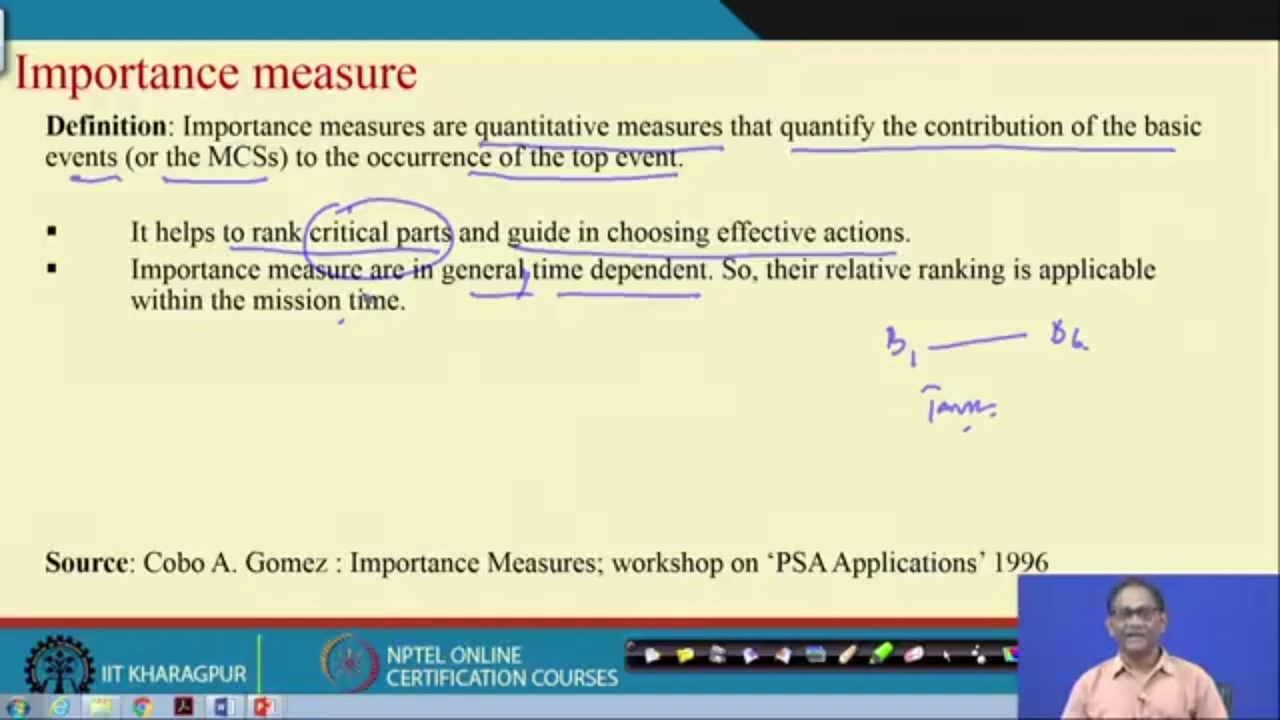 Importance measure
Definition: Importance measures are quantitative measures that quantify the contribution of the basic
events (or the MCSs) to the occurrence of the top event.
▪ It helps to rank critical parts and guide in choosing effective actions.
▪ Importance measure are in general time dependent. So, their relative ranking is applicable
within the mission time.
B1 B6
Source: Cobo A. Gomez : Importance Measures; workshop on ‘PSA Applications’ 1996
IIT KHARAGPUR
NPTEL ONLINE
CERTIFICATION COURSES